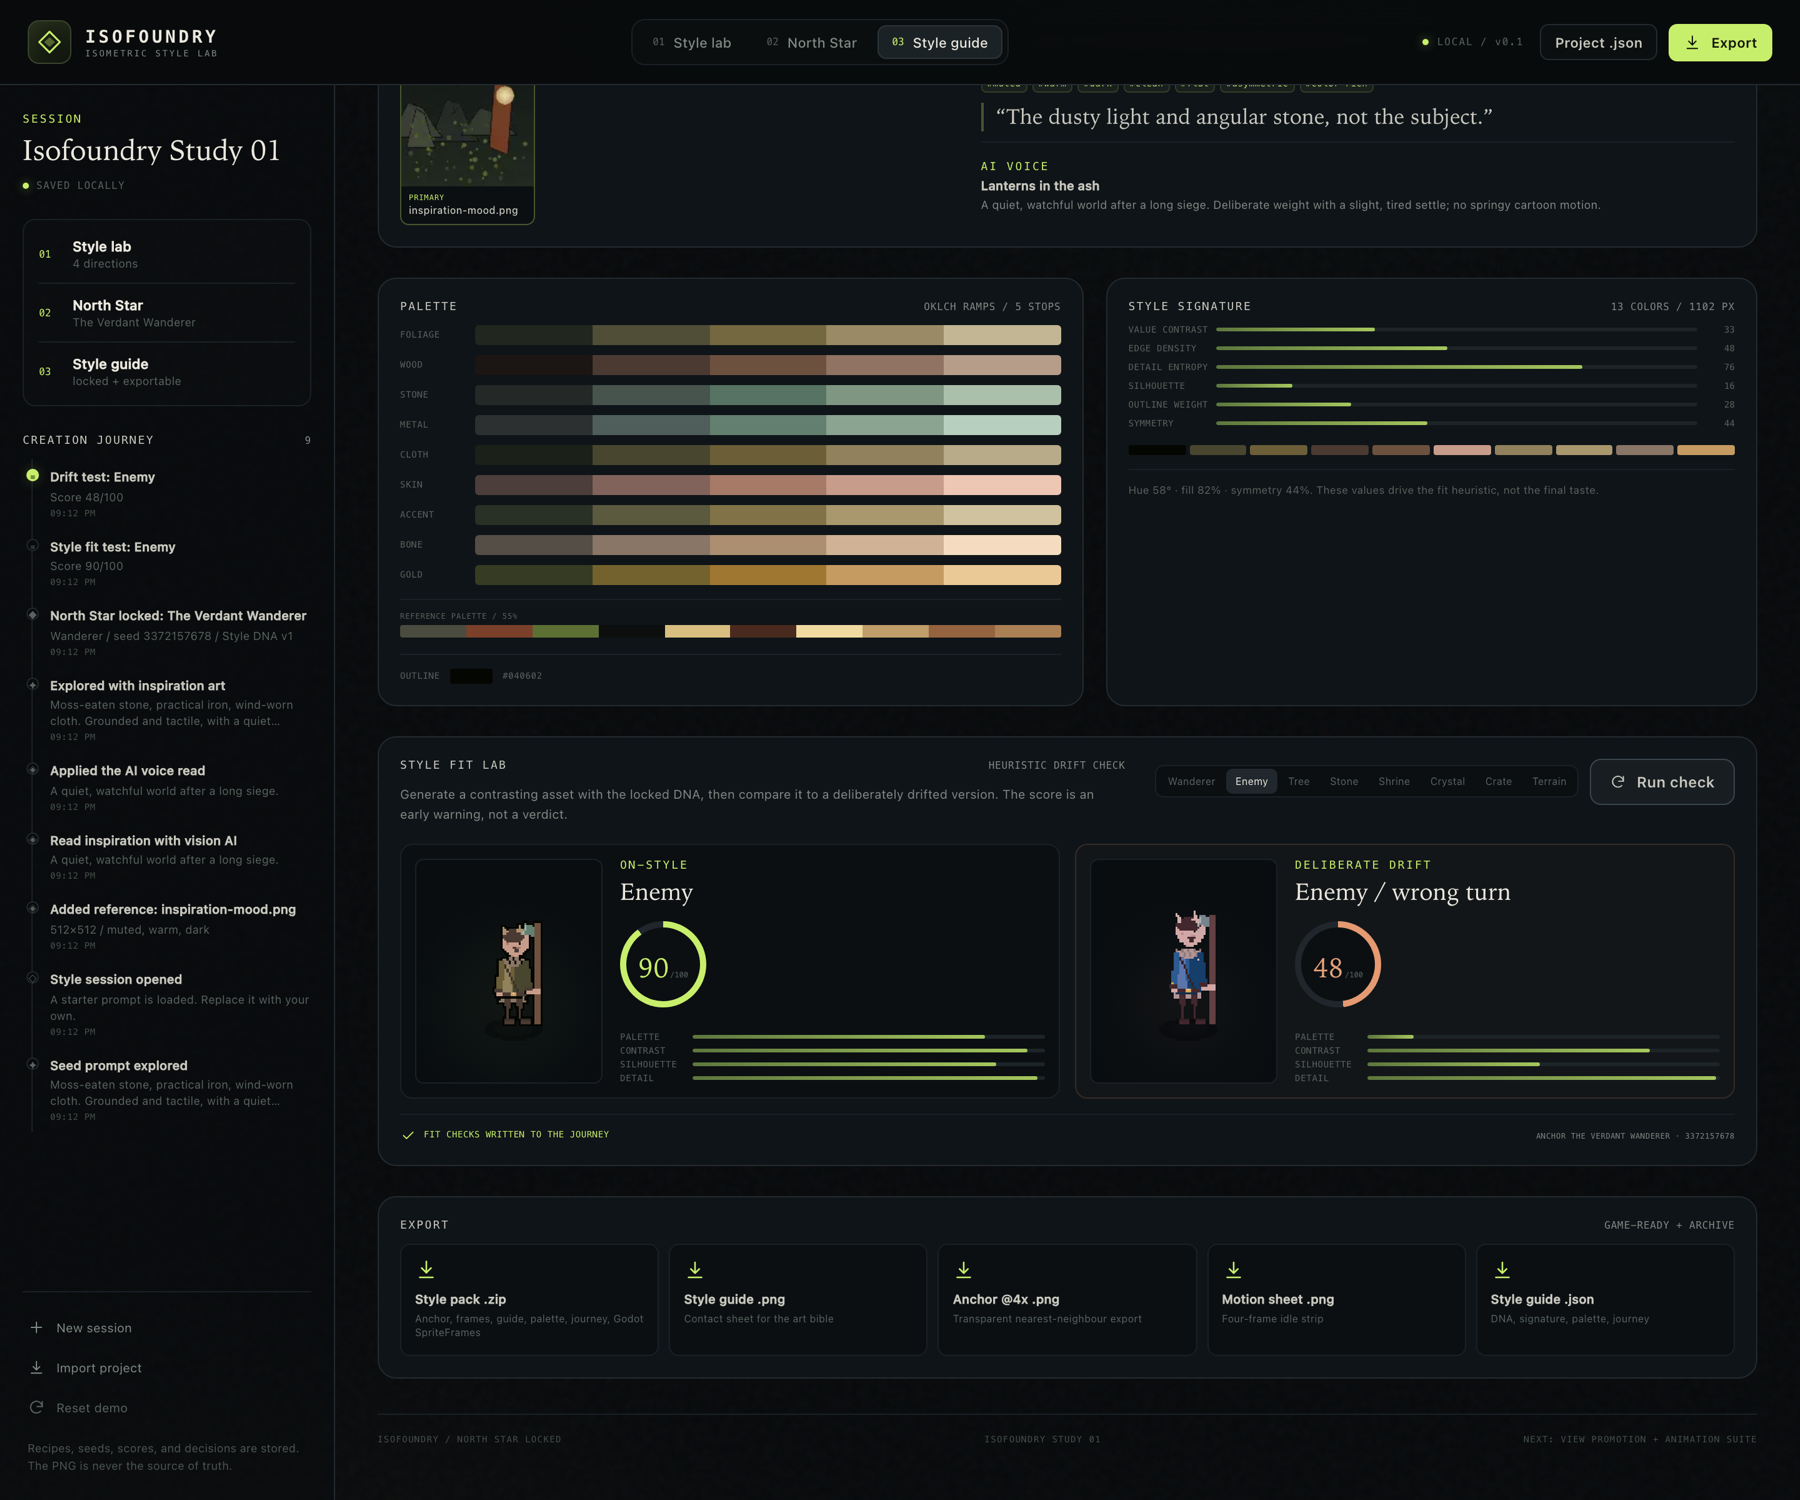 ISOFOUNDRY
ISOMETRIC STYLE LAB
01 Style lab
02 North Star
03 Style guide
LOCAL / v0.1
Project .json
Export
SESSION
Isofoundry Study 01
SAVED LOCALLY
01 Style lab
4 directions
02 North Star
The Verdant Wanderer
03 Style guide
locked + exportable
CREATION JOURNEY 9
Drift test: Enemy
Score 48/100
09:12 PM
Style fit test: Enemy
Score 90/100
09:12 PM
North Star locked: The Verdant Wanderer
Wanderer / seed 3372157678 / Style DNA v1
09:12 PM
Explored with inspiration art
Moss-eaten stone, practical iron, wind-worn
cloth. Grounded and tactile, with a quiet...
09:12 PM
Applied the AI voice read
A quiet, watchful world after a long siege.
09:12 PM
Read inspiration with vision AI
A quiet, watchful world after a long siege.
09:12 PM
Added reference: inspiration-mood.png
512×512 / muted, warm, dark
09:12 PM
Style session opened
A starter prompt is loaded. Replace it with your
own.
09:12 PM
Seed prompt explored
Moss-eaten stone, practical iron, wind-worn
cloth. Grounded and tactile, with a quiet...
09:12 PM
New session
Import project
Reset demo
Recipes, seeds, scores, and decisions are stored.
The PNG is never the source of truth.
PRIMARY
inspiration-mood.png
“The dusty light and angular stone, not the subject.”
AI VOICE
Lanterns in the ash
A quiet, watchful world after a long siege. Deliberate weight with a slight, tired settle; no springy cartoon motion.
PALETTE
OKLCH RAMPS / 5 STOPS
FOLIAGE
WOOD
STONE
METAL
CLOTH
SKIN
ACCENT
BONE
GOLD
REFERENCE PALETTE / 55%
OUTLINE #040602
STYLE SIGNATURE
13 COLORS / 1102 PX
VALUE CONTRAST 33
EDGE DENSITY 48
DETAIL ENTROPY 76
SILHOUETTE 16
OUTLINE WEIGHT 28
SYMMETRY 44
Hue 58° · fill 82% · symmetry 44%. These values drive the fit heuristic, not the final taste.
STYLE FIT LAB
HEURISTIC DRIFT CHECK
Generate a contrasting asset with the locked DNA, then compare it to a deliberately drifted version. The score is an
early warning, not a verdict.
Wanderer Enemy Tree Stone Shrine Crystal Crate Terrain
Run check
ON-STYLE
Enemy
90 /100
PALETTE
CONTRAST
SILHOUETTE
DETAIL
DELIBERATE DRIFT
Enemy / wrong turn
48 /100
PALETTE
CONTRAST
SILHOUETTE
DETAIL
FIT CHECKS WRITTEN TO THE JOURNEY
ANCHOR THE VERDANT WANDERER · 3372157678
EXPORT
GAME-READY + ARCHIVE
Style pack .zip
Anchor, frames, guide, palette, journey, Godot
SpriteFrames
Style guide .png
Contact sheet for the art bible
Anchor @4x .png
Transparent nearest-neighbour export
Motion sheet .png
Four-frame idle strip
Style guide .json
DNA, signature, palette, journey
ISOFOUNDRY / NORTH STAR LOCKED
ISOFOUNDRY STUDY 01
NEXT: VIEW PROMOTION + ANIMATION SUITE